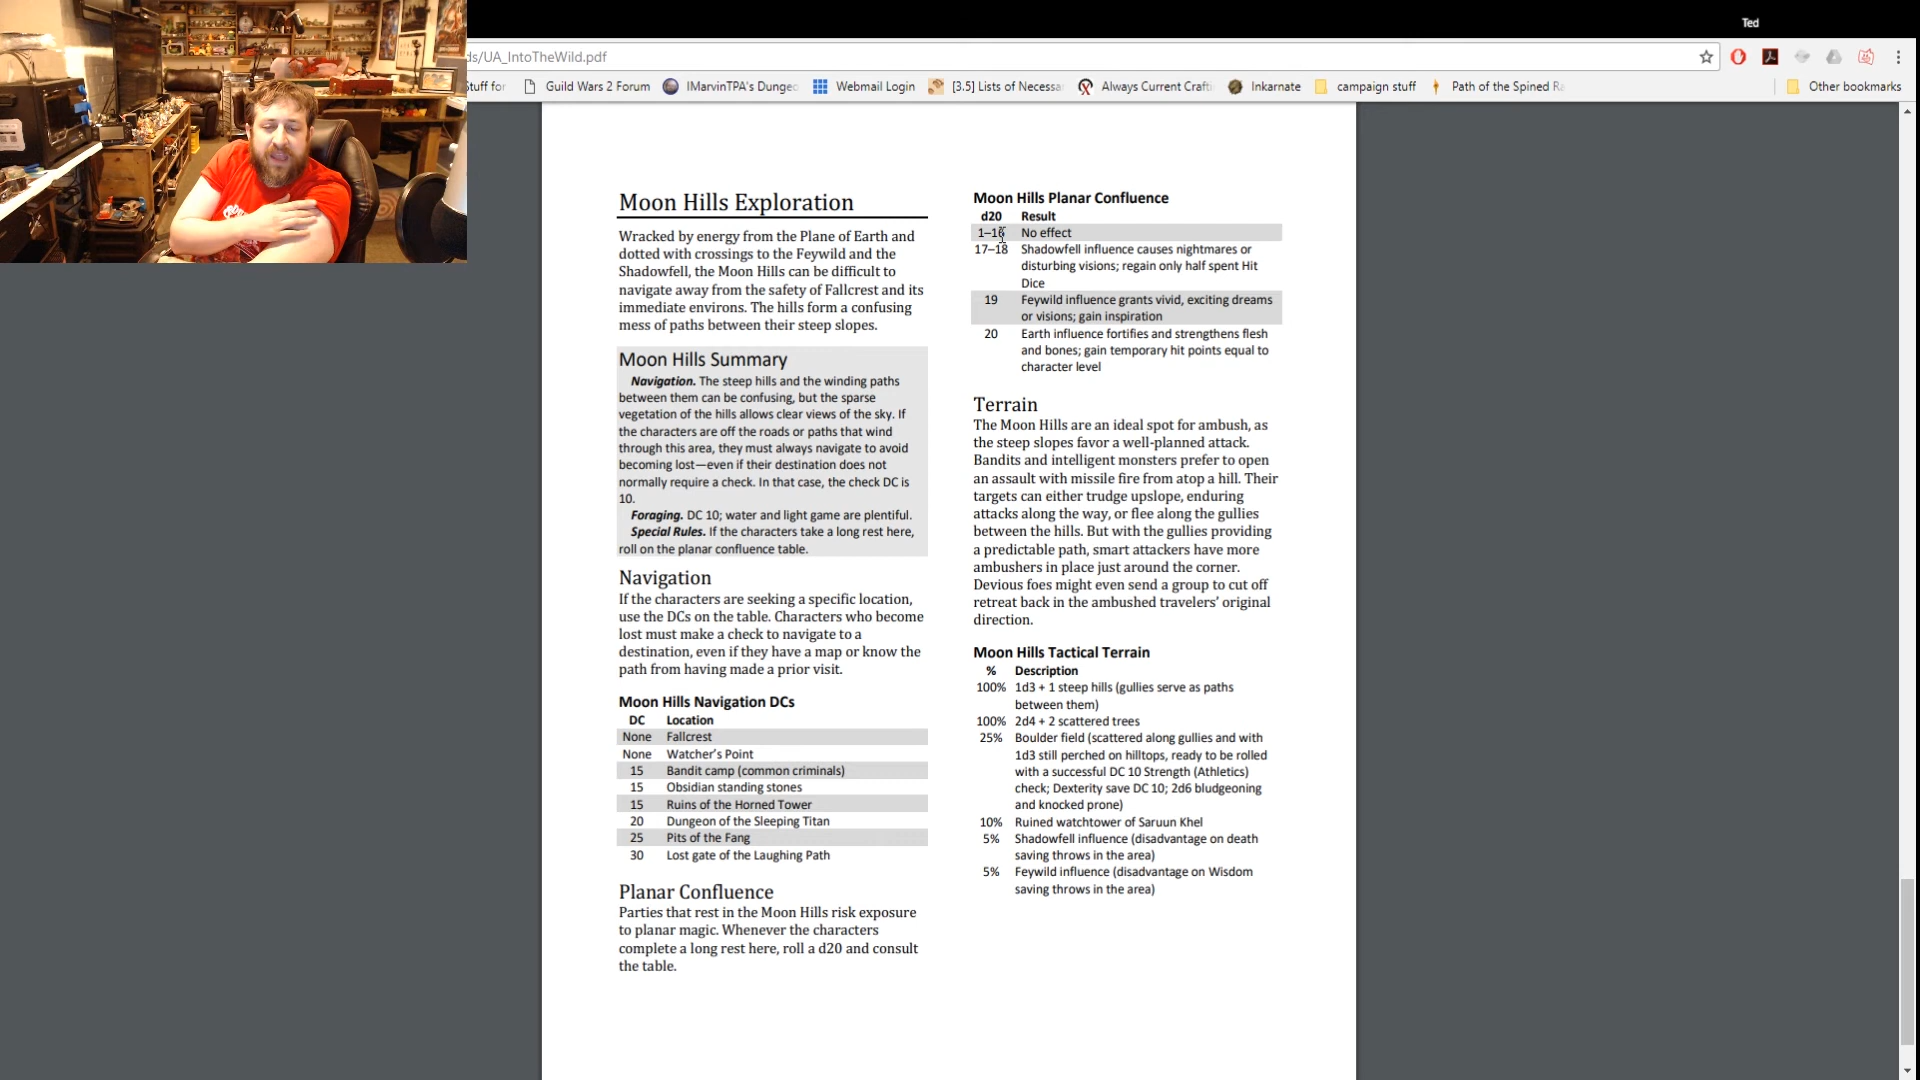 Ted
ds/UA_IntoTheWild.pdf
Stuff for
Guild Wars 2 Forum
IMarvinTPA's Dunge
Webmail Login
[3.5] Lists of Necessa
Always Current Craft
Inkarnate
campaign stuff
Path of the Spined R
Other bookmarks
Moon Hills Exploration
Wracked by energy from the Plane of Earth and
dotted with crossings to the Feywild and the
Shadowfell, the Moon Hills can be difficult to
navigate away from the safety of Fallcrest and its
immediate environs. The hills form a confusing
mess of paths between their steep slopes.
Moon Hills Summary
Navigation. The steep hills and the winding paths
between them can be confusing, but the sparse
vegetation of the hills allows clear views of the sky. If
the characters are off the roads or paths that wind
through this area, they must always navigate to avoid
becoming lost—even if their destination does not
normally require a check. In that case, the check DC is
10.
Foraging. DC 10; water and light game are plentiful.
Special Rules. If the characters take a long rest here,
roll on the planar confluence table.
Navigation
If the characters are seeking a specific location,
use the DCs on the table. Characters who become
lost must make a check to navigate to a
destination, even if they have a map or know the
path from having made a prior visit.
Moon Hills Navigation DCs
DC Location
None Fallcrest
None Watcher's Point
15 Bandit camp (common criminals)
15 Obsidian standing stones
15 Ruins of the Horned Tower
20 Dungeon of the Sleeping Titan
25 Pits of the Fang
30 Lost gate of the Laughing Path
Planar Confluence
Parties that rest in the Moon Hills risk exposure
to planar magic. Whenever the characters
complete a long rest here, roll a d20 and consult
the table.
Moon Hills Planar Confluence
d20 Result
1–16 No effect
17–18 Shadowfell influence causes nightmares or
disturbing visions; regain only half spent Hit
Dice
19 Feywild influence grants vivid, exciting dreams
or visions; gain inspiration
20 Earth influence fortifies and strengthens flesh
and bones; gain temporary hit points equal to
character level
Terrain
The Moon Hills are an ideal spot for ambush, as
the steep slopes favor a well-planned attack.
Bandits and intelligent monsters prefer to open
an assault with missile fire from atop a hill. Their
targets can either trudge upslope, enduring
attacks along the way, or flee along the gullies
between the hills. But with the gullies providing
a predictable path, smart attackers have more
ambushers in place just around the corner.
Devious foes might even send a group to cut off
retreat back in the ambushed travelers' original
direction.
Moon Hills Tactical Terrain
% Description
100% 1d3 + 1 steep hills (gullies serve as paths
between them)
100% 2d4 + 2 scattered trees
25% Boulder field (scattered along gullies and with
1d3 still perched on hilltops, ready to be rolled
with a successful DC 10 Strength (Athletics)
check; Dexterity save DC 10; 2d6 bludgeoning
and knocked prone)
10% Ruined watchtower of Saruun Khel
5% Shadowfell influence (disadvantage on death
saving throws in the area)
5% Feywild influence (disadvantage on Wisdom
saving throws in the area)